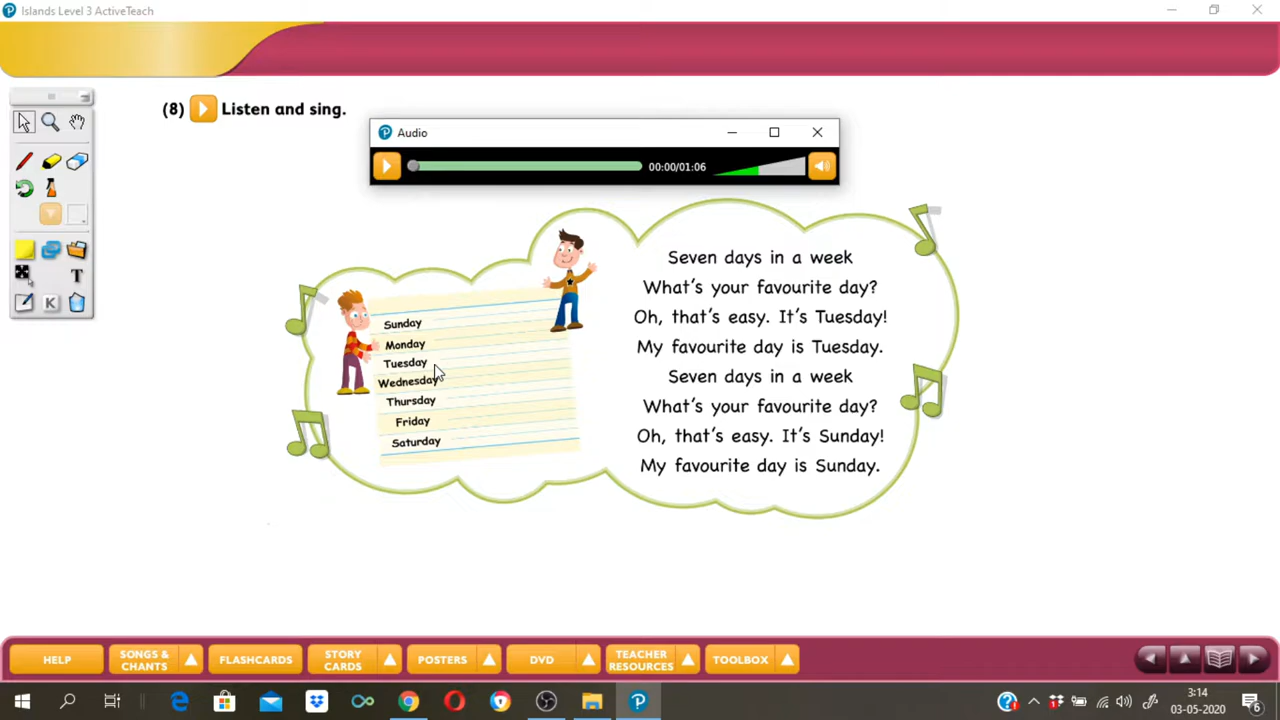 Islands Level 3 ActiveTeach
(8) Listen and sing.
Audio
00:00/01:06
Sunday
Monday
Tuesday
Wednesday
Thursday
Friday
Saturday
Seven days in a week
What's your favourite day?
Oh, that's easy. It's Tuesday!
My favourite day is Tuesday.
Seven days in a week
What's your favourite day?
Oh, that's easy. It's Sunday!
My favourite day is Sunday.
T
K
HELP
SONGS &
CHANTS
FLASHCARDS
STORY
CARDS
POSTERS
DVD
TEACHER
RESOURCES
TOOLBOX
3:14
03-05-2020
6